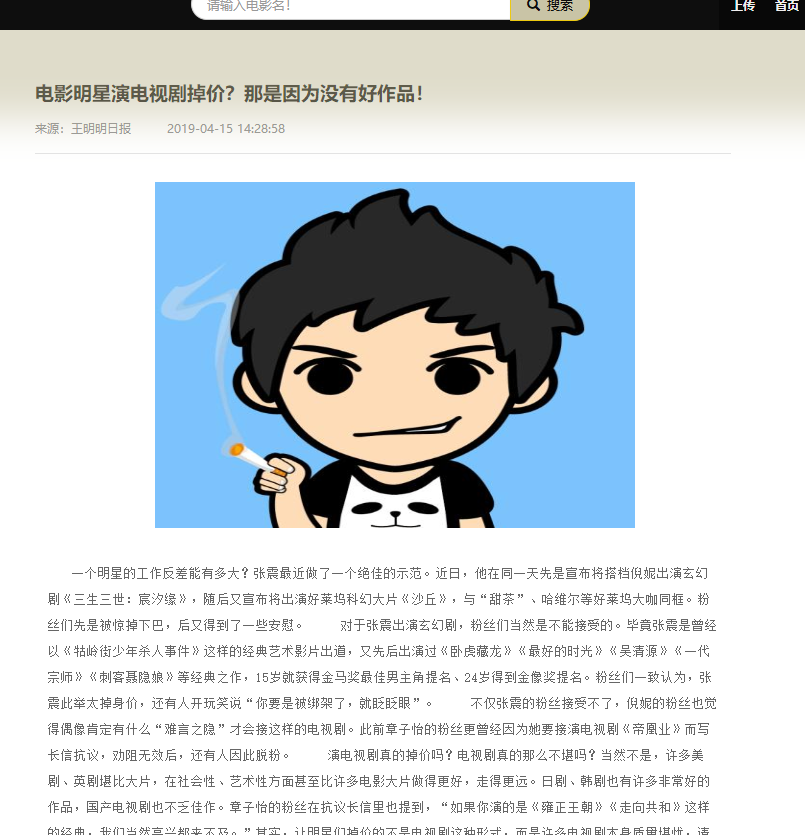 请输入电影名!
搜索
上传 首页
电影明星演电视剧掉价？那是因为没有好作品！
来源：王明明日报 2019-04-15 14:28:58
一个明星的工作反差能有多大？张震最近做了一个绝佳的示范。近日，他在同一天先是宣布将搭档倪妮出演玄幻
剧《三生三世：宸汐缘》，随后又宣布将出演好莱坞科幻大片《沙丘》，与“甜茶”、哈维尔等好莱坞大咖同框。粉
丝们先是被惊掉下巴，后又得到了一些安慰。 对于张震出演玄幻剧，粉丝们当然是不能接受的。毕竟张震是曾经
以《牯岭街少年杀人事件》这样的经典艺术影片出道，又先后出演过《卧虎藏龙》《最好的时光》《吴清源》《一代
宗师》《刺客聂隐娘》等经典之作，15岁就获得金马奖最佳男主角提名、24岁得到金像奖提名。粉丝们一致认为，张
震此举太掉身价，还有人开玩笑说“你要是被绑架了，就眨眨眼”。 不仅张震的粉丝接受不了，倪妮的粉丝也觉
得偶像肯定有什么“难言之隐”才会接这样的电视剧。此前章子怡的粉丝更曾经因为她要接演电视剧《帝凰业》而写
长信抗议，劝阻无效后，还有人因此脱粉。 演电视剧真的掉价吗？电视剧真的那么不堪吗？当然不是，许多美
剧、英剧堪比大片，在社会性、艺术性方面甚至比许多电影大片做得更好，走得更远。日剧、韩剧也有许多非常好的
作品，国产电视剧也不乏佳作。章子怡的粉丝在抗议长信里也提到，“如果你演的是《雍正王朝》《走向共和》这样
的经典，我们当然高兴都来不及。”其实，让明星们掉价的不是电视剧这种形式，而是许多电视剧本身质量堪忧，请